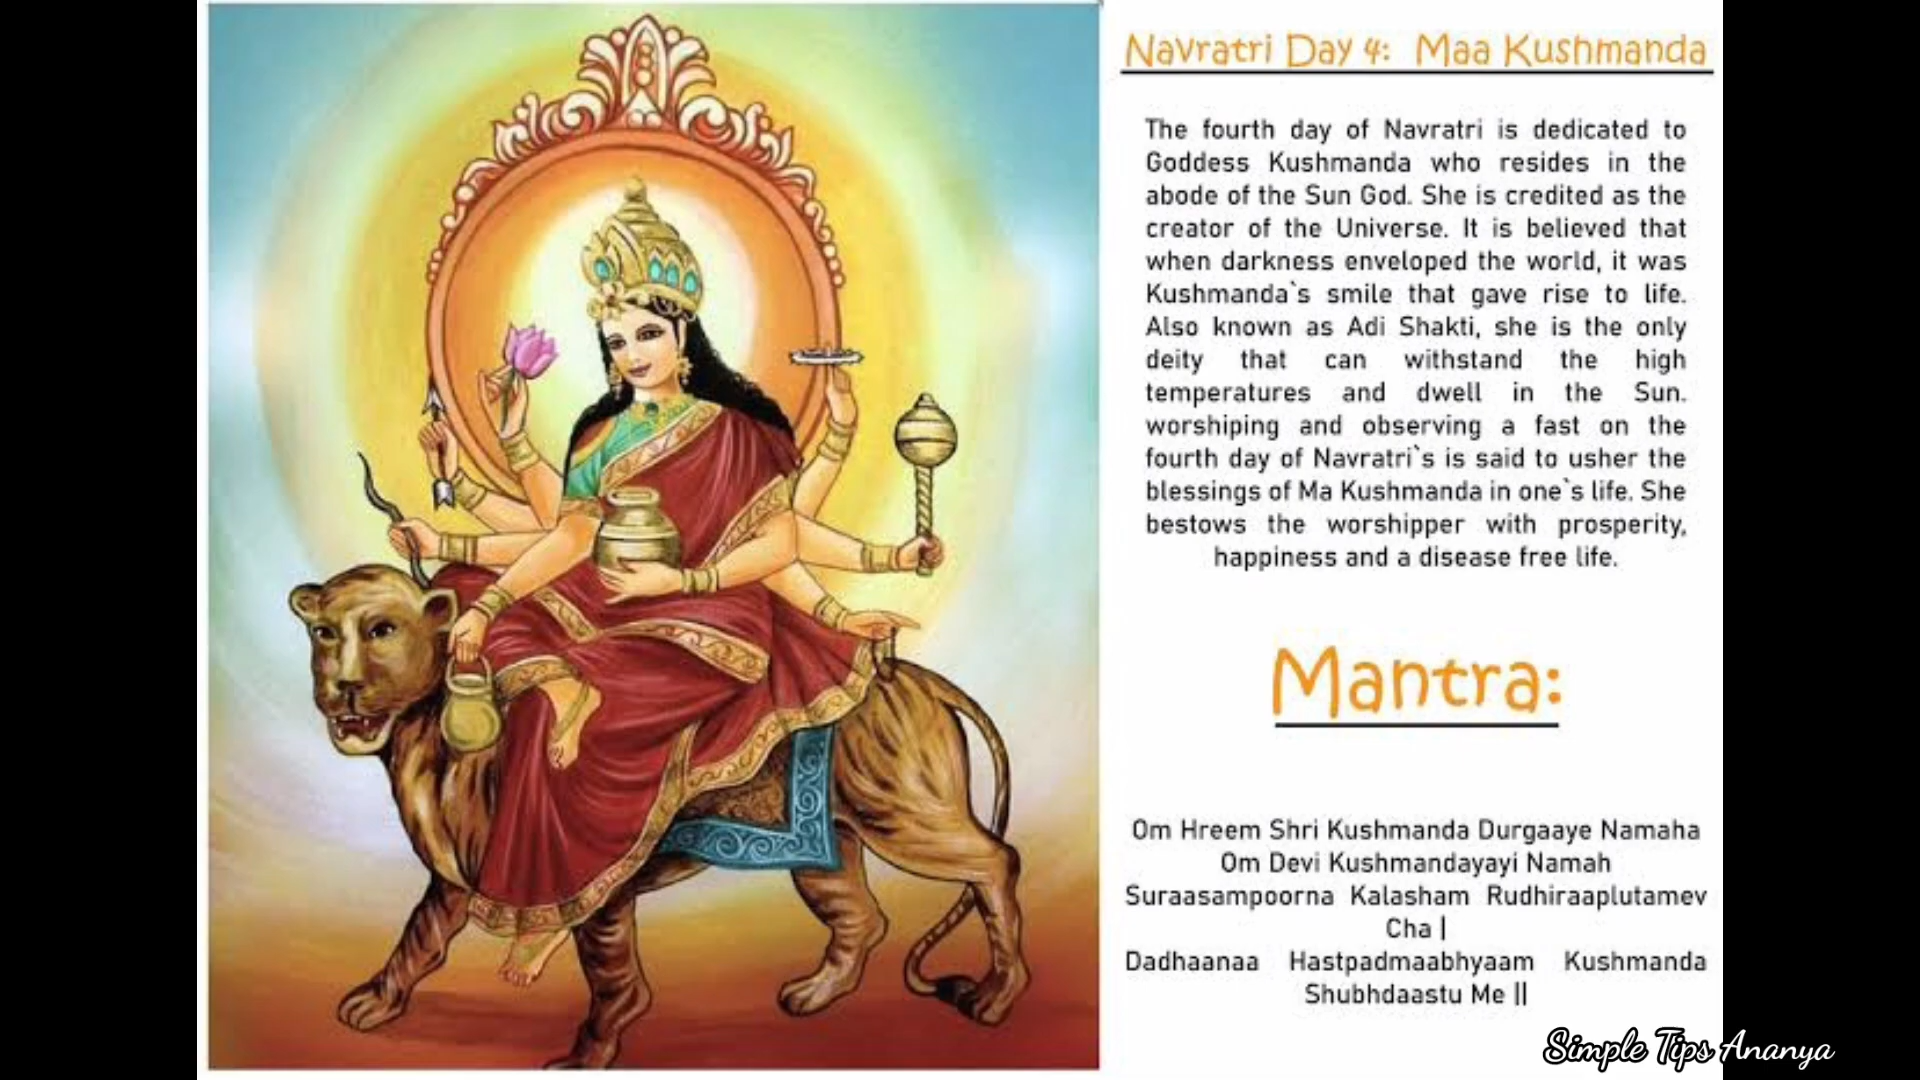 Navratri Day 4: Maa Kushmanda
The fourth day of Navratri is dedicated to
Goddess Kushmanda who resides in the
abode of the Sun God. She is credited as the
creator of the Universe. It is believed that
when darkness enveloped the world, it was
Kushmanda`s smile that gave rise to life.
Also known as Adi Shakti, she is the only
deity that can withstand the high
temperatures and dwell in the Sun.
worshiping and observing a fast on the
fourth day of Navratri`s is said to usher the
blessings of Ma Kushmanda in one`s life. She
bestows the worshipper with prosperity,
happiness and a disease free life.
Mantra:
Om Hreem Shri Kushmanda Durgaaye Namaha
Om Devi Kushmandayayi Namah
Suraasampoorna Kalasham Rudhiraaplutamev
Cha |
Dadhaanaa Hastpadmaabhyaam Kushmanda
Shubhdaastu Me ||
Simple Tips Ananya